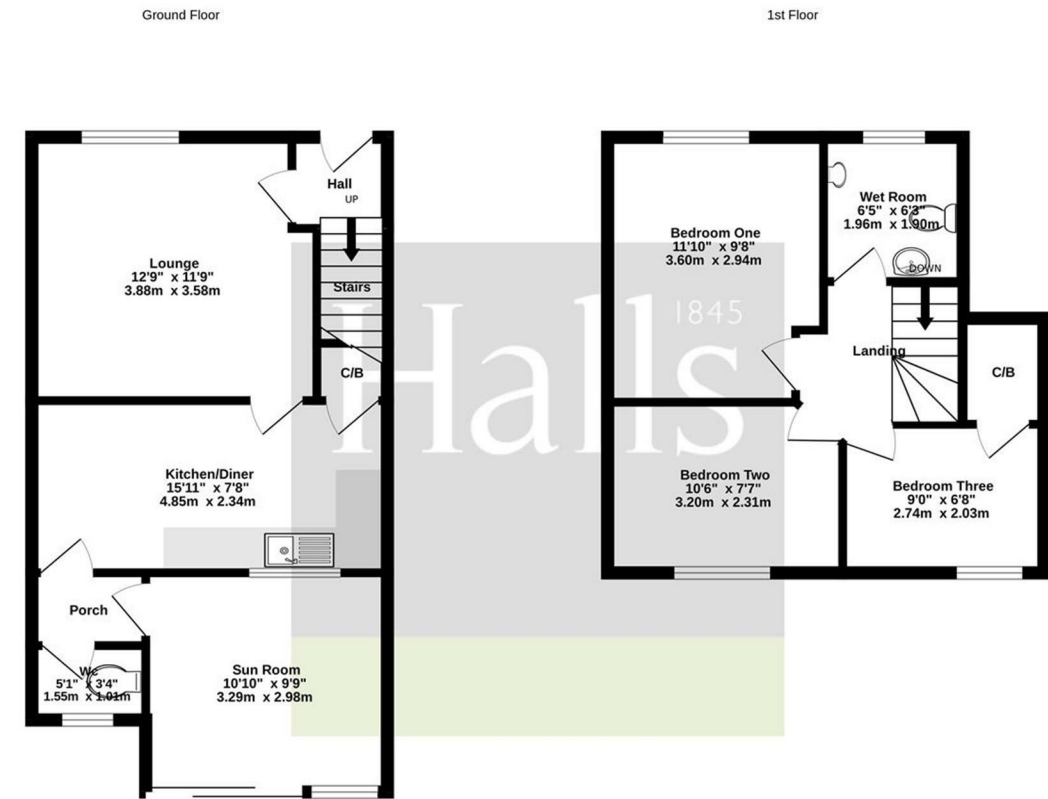 Ground Floor
1st Floor
Hall
UP
Lounge
12'9" x 11'9"
3.88m x 3.58m
Stairs
C/B
Kitchen/Diner
15'11" x 7'8"
4.85m x 2.34m
Porch
Wc
5'1" x 3'4"
1.55m x 1.01m
Sun Room
10'10" x 9'9"
3.29m x 2.98m
Bedroom One
11'10" x 9'8"
3.60m x 2.94m
Wet Room
6'5" x 6'3"
1.96m x 1.90m
DOWN
Landing
C/B
Bedroom Two
10'6" x 7'7"
3.20m x 2.31m
Bedroom Three
9'0" x 6'8"
2.74m x 2.03m
1845
Halls